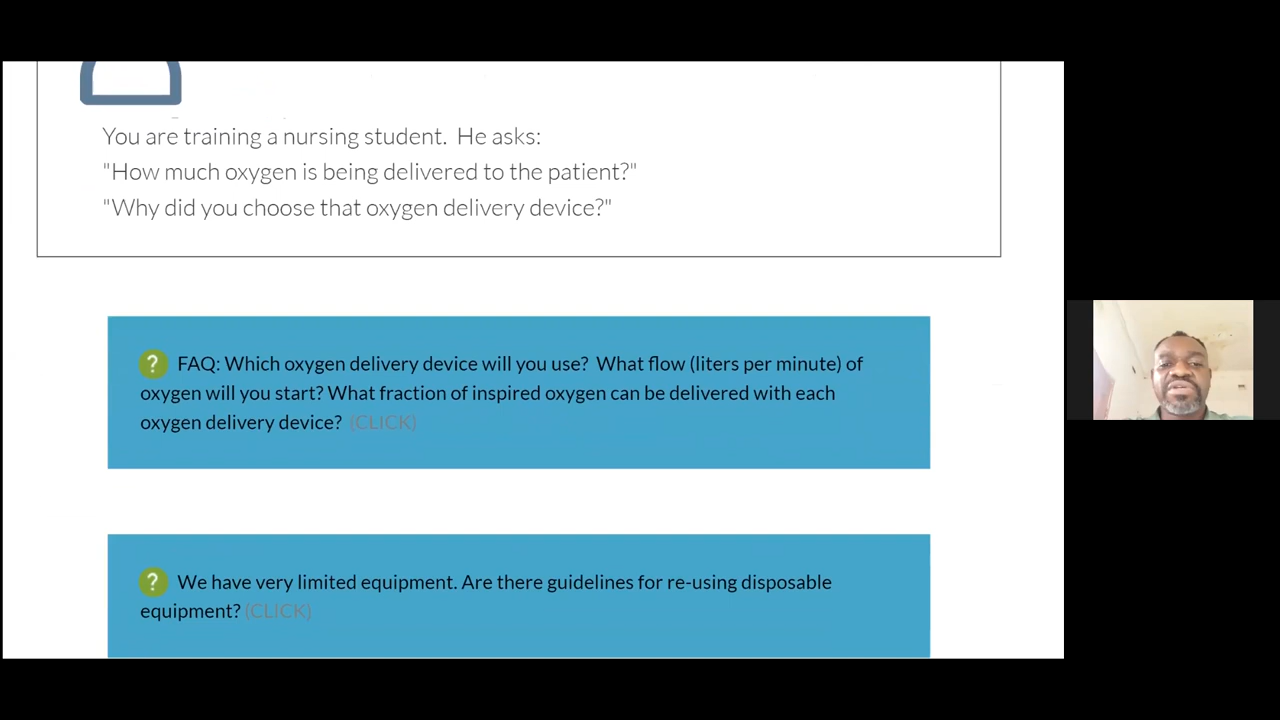 You are training a nursing student.  He asks:
"How much oxygen is being delivered to the patient?"
"Why did you choose that oxygen delivery device?"
? FAQ: Which oxygen delivery device will you use?  What flow (liters per minute) of
oxygen will you start? What fraction of inspired oxygen can be delivered with each
oxygen delivery device?  (CLICK)
? We have very limited equipment. Are there guidelines for re-using disposable
equipment? (CLICK)